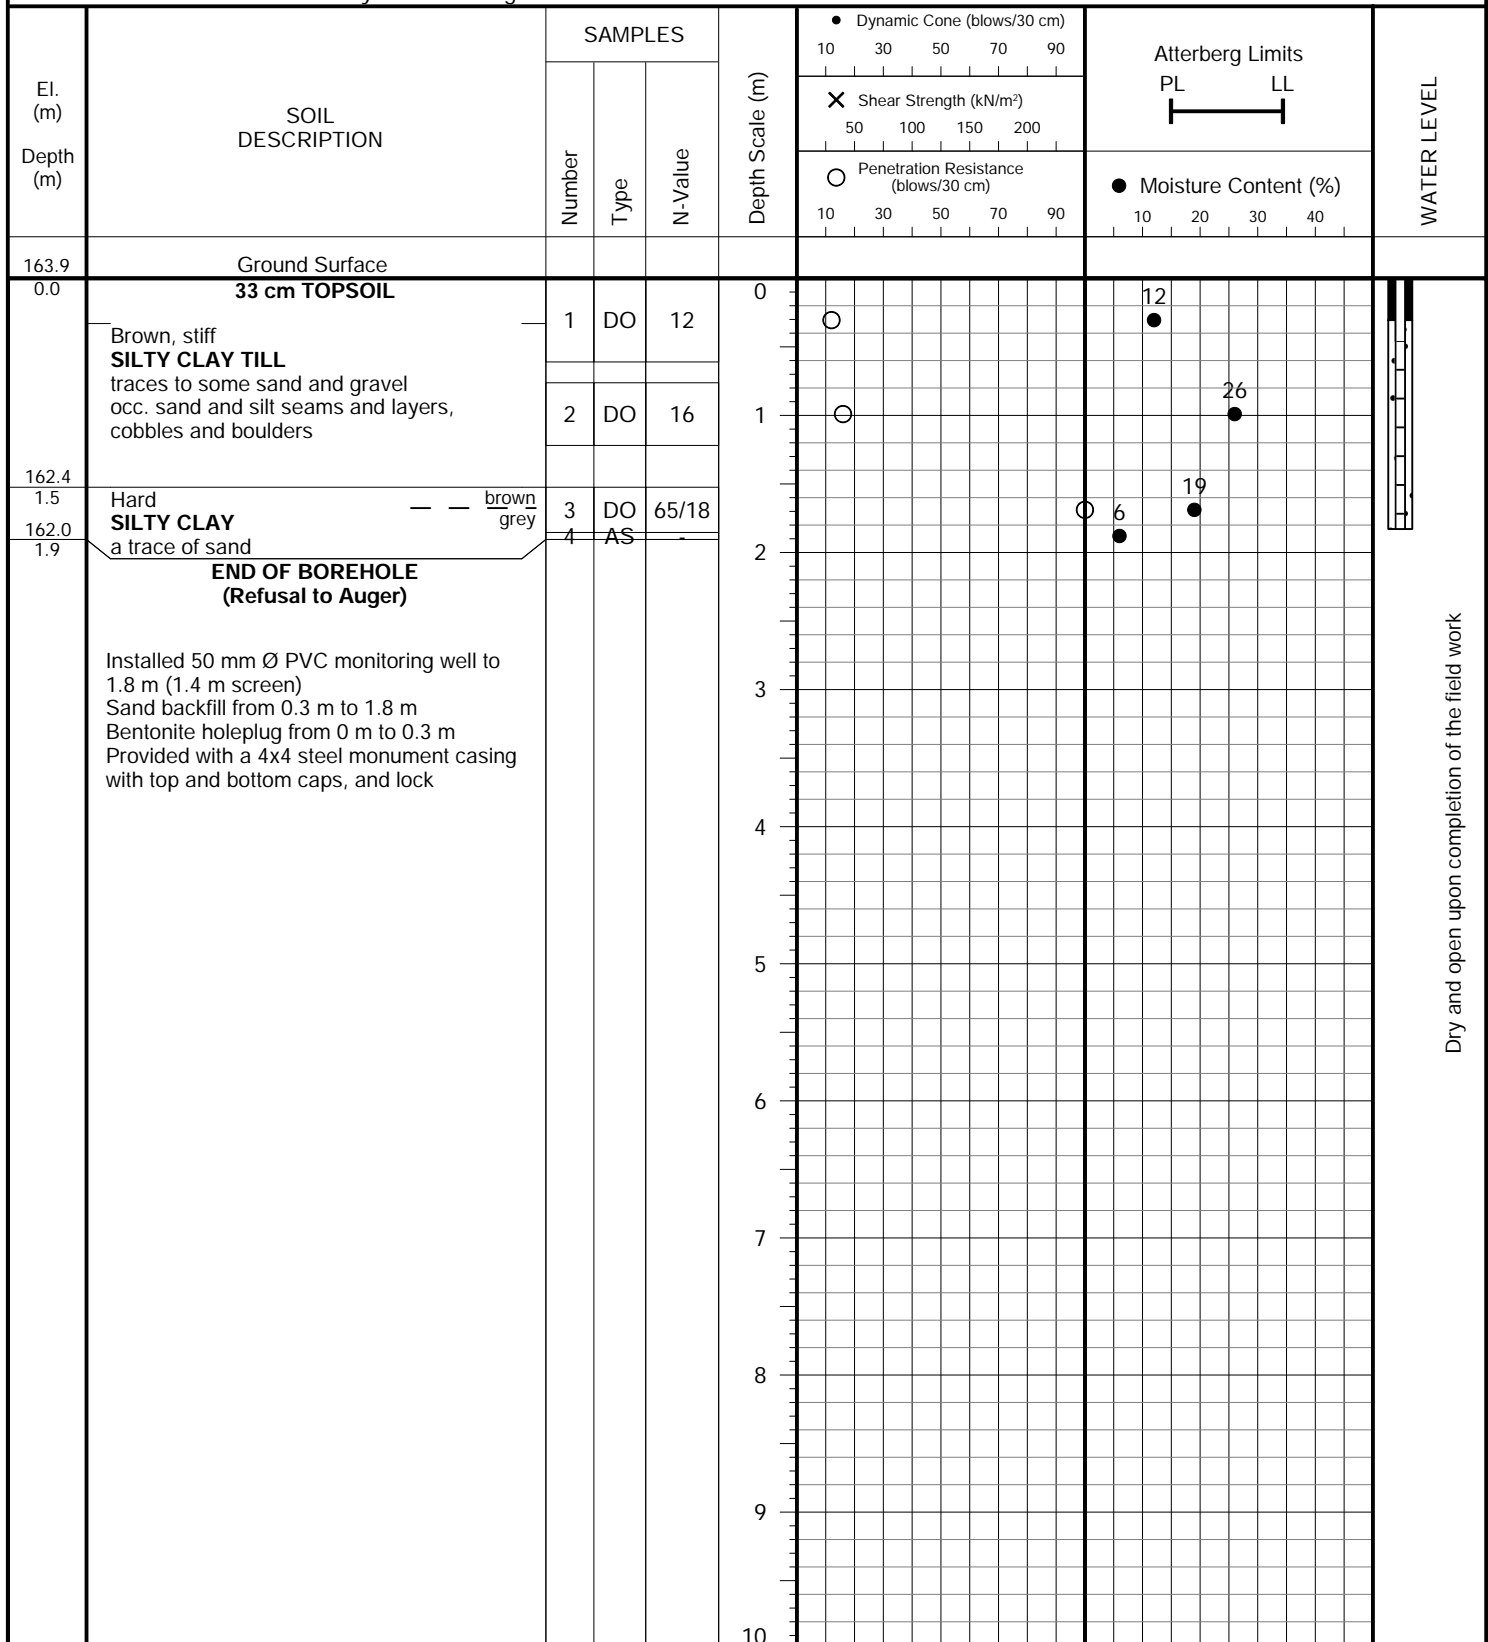 SAMPLES
El.
(m)
Depth
(m)
SOIL
DESCRIPTION
Number
Type
N-Value
Depth Scale (m)
Dynamic Cone (blows/30 cm)
10 30 50 70 90
Shear Strength (kN/m²)
50 100 150 200
Penetration Resistance
(blows/30 cm)
10 30 50 70 90
Atterberg Limits
PL LL
Moisture Content (%)
10 20 30 40
WATER LEVEL
163.9 Ground Surface
0.0 33 cm TOPSOIL 0
12
1 DO 12
Brown, stiff
SILTY CLAY TILL
traces to some sand and gravel
occ. sand and silt seams and layers,
cobbles and boulders
26
2 DO 16 1
162.4
1.5 Hard brown 19
SILTY CLAY grey 3 DO 65/18 6
162.0
1.9 a trace of sand 4 AS -
2
END OF BOREHOLE
(Refusal to Auger)
Installed 50 mm Ø PVC monitoring well to
1.8 m (1.4 m screen)
Sand backfill from 0.3 m to 1.8 m
Bentonite holeplug from 0 m to 0.3 m
Provided with a 4x4 steel monument casing
with top and bottom caps, and lock
3
4
5
6
7
8
9
10
Dry and open upon completion of the field work